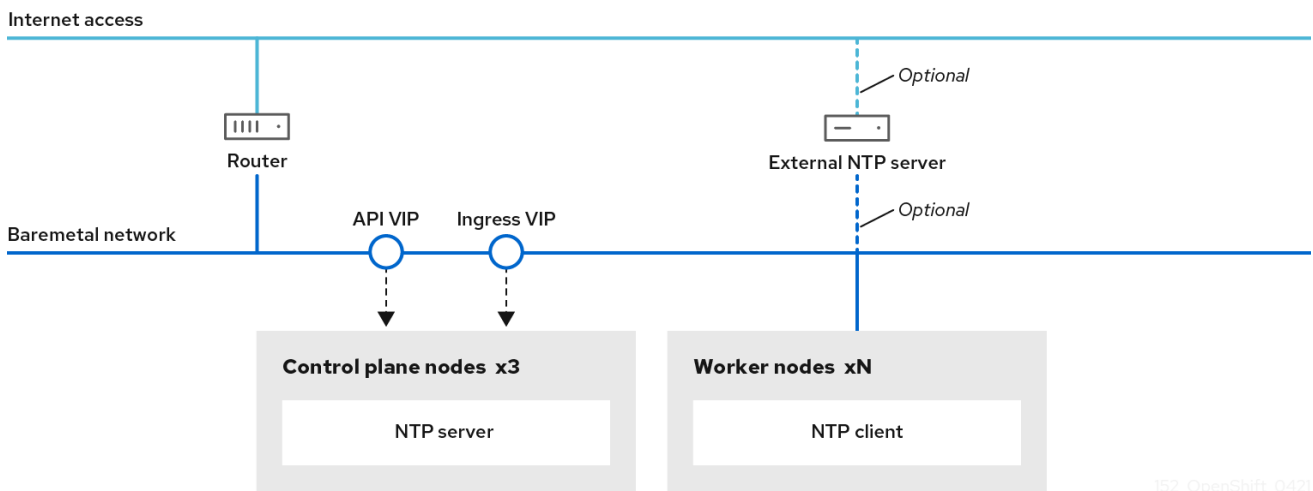 Internet access
Optional
Router
External NTP server
Optional
API VIP
Ingress VIP
Baremetal network
Control plane nodes x3
Worker nodes xN
NTP server
NTP client
152_OpenShift_0421